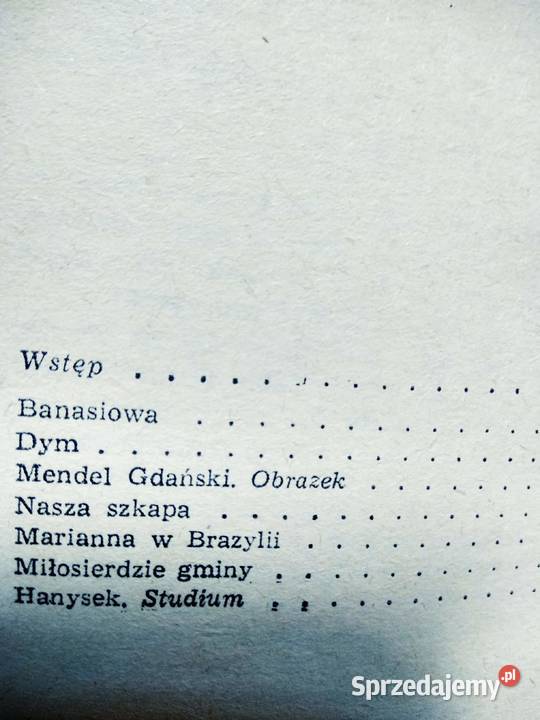 Wstęp . . . . . . . . . . . .
Banasiowa . . . . . . . . . . .
Dym . . . . . . . . . . . . . .
Mendel Gdański. Obrazek . . . . . .
Nasza szkapa . . . . . . . . . . .
Marianna w Brazylii . . . . . . . .
Miłosierdzie gminy . . . . . . . . .
Hanysek. Studium . . . . . . . . .
Sprzedajemy.pl